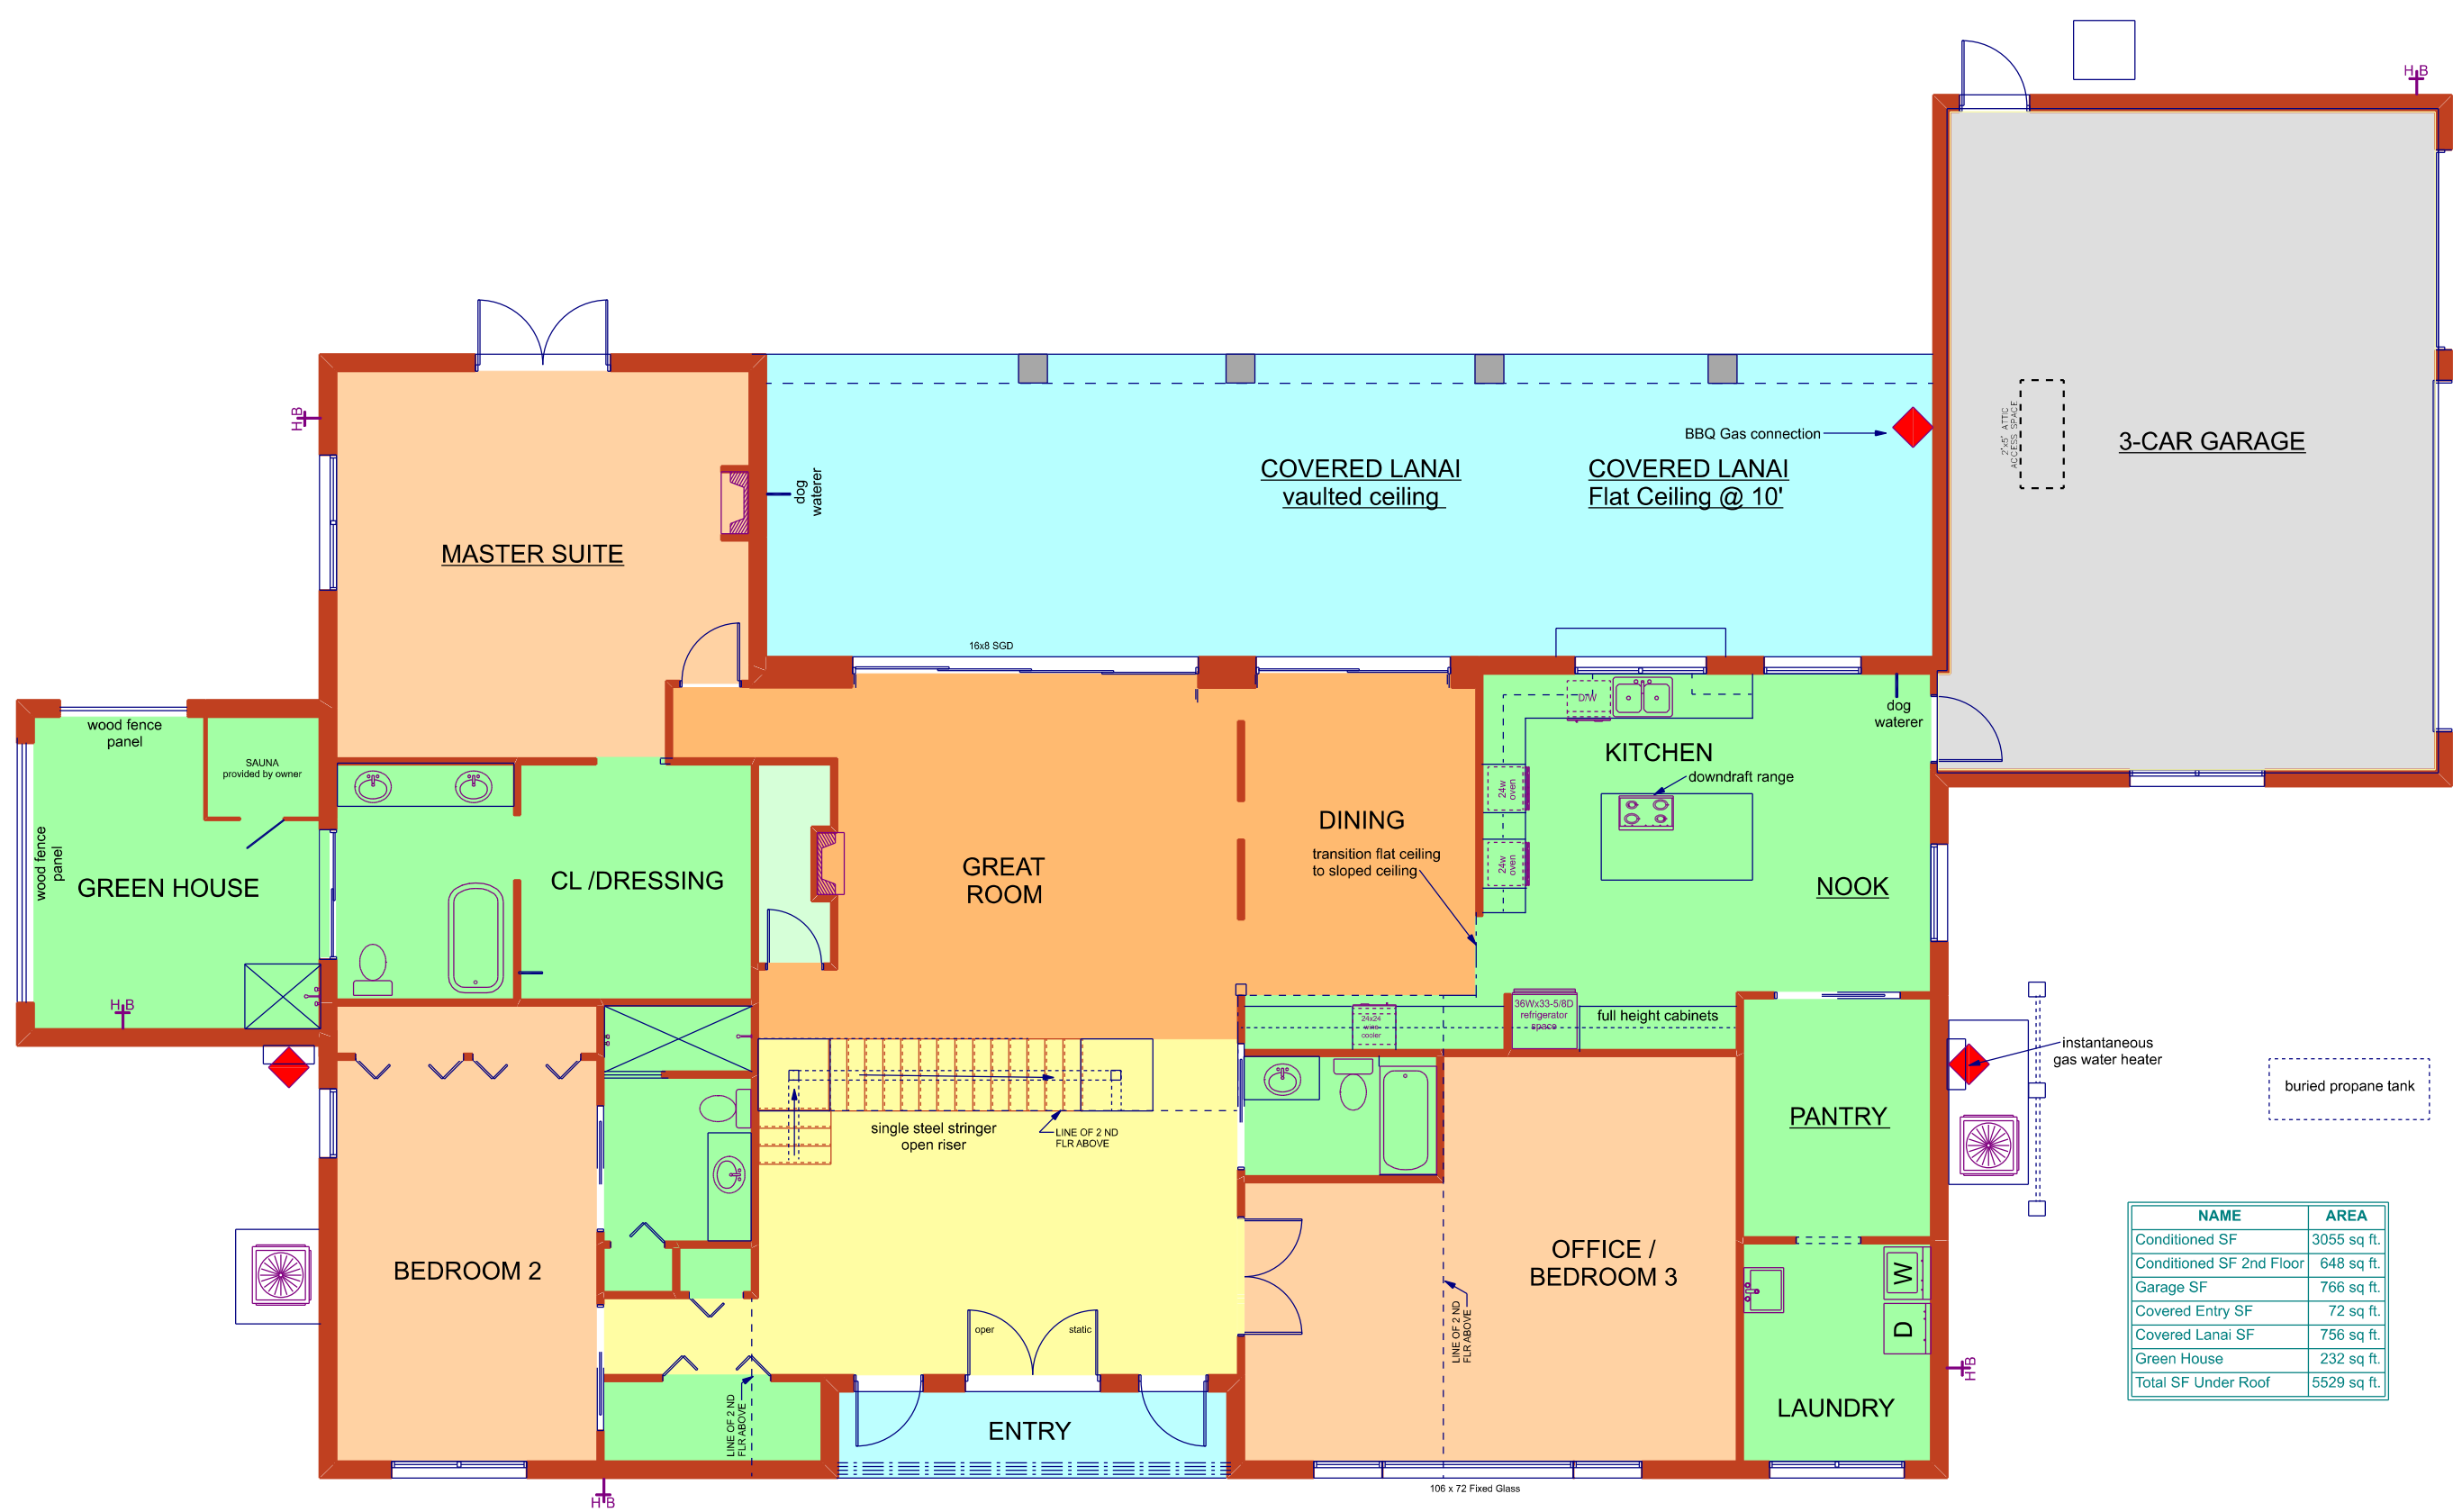 H B
H B
BBQ Gas connection
3-CAR GARAGE
2'x5' ATTIC
ACCESS SPACE
COVERED LANAI
vaulted ceiling
COVERED LANAI
Flat Ceiling @ 10'
dog
waterer
MASTER SUITE
16x8 SGD
D/W
dog
waterer
wood fence
panel
SAUNA
provided by owner
KITCHEN
downdraft range
24w
oven
DINING
transition flat ceiling
to sloped ceiling
24w
oven
wood fence
panel
GREEN HOUSE
CL /DRESSING
GREAT
ROOM
NOOK
H B
24x24
wine
cooler
36Wx33-5/8D
refrigerator
space
full height cabinets
instantaneous
gas water heater
buried propane tank
single steel stringer
open riser
LINE OF 2 ND
FLR ABOVE
PANTRY
BEDROOM 2
OFFICE /
BEDROOM 3
W
D
oper
static
LINE OF 2 ND
FLR ABOVE
LINE OF 2 ND
FLR ABOVE
H B
ENTRY
LAUNDRY
106 x 72 Fixed Glass
H B
NAME AREA
Conditioned SF 3055 sq ft.
Conditioned SF 2nd Floor 648 sq ft.
Garage SF 766 sq ft.
Covered Entry SF 72 sq ft.
Covered Lanai SF 756 sq ft.
Green House 232 sq ft.
Total SF Under Roof 5529 sq ft.